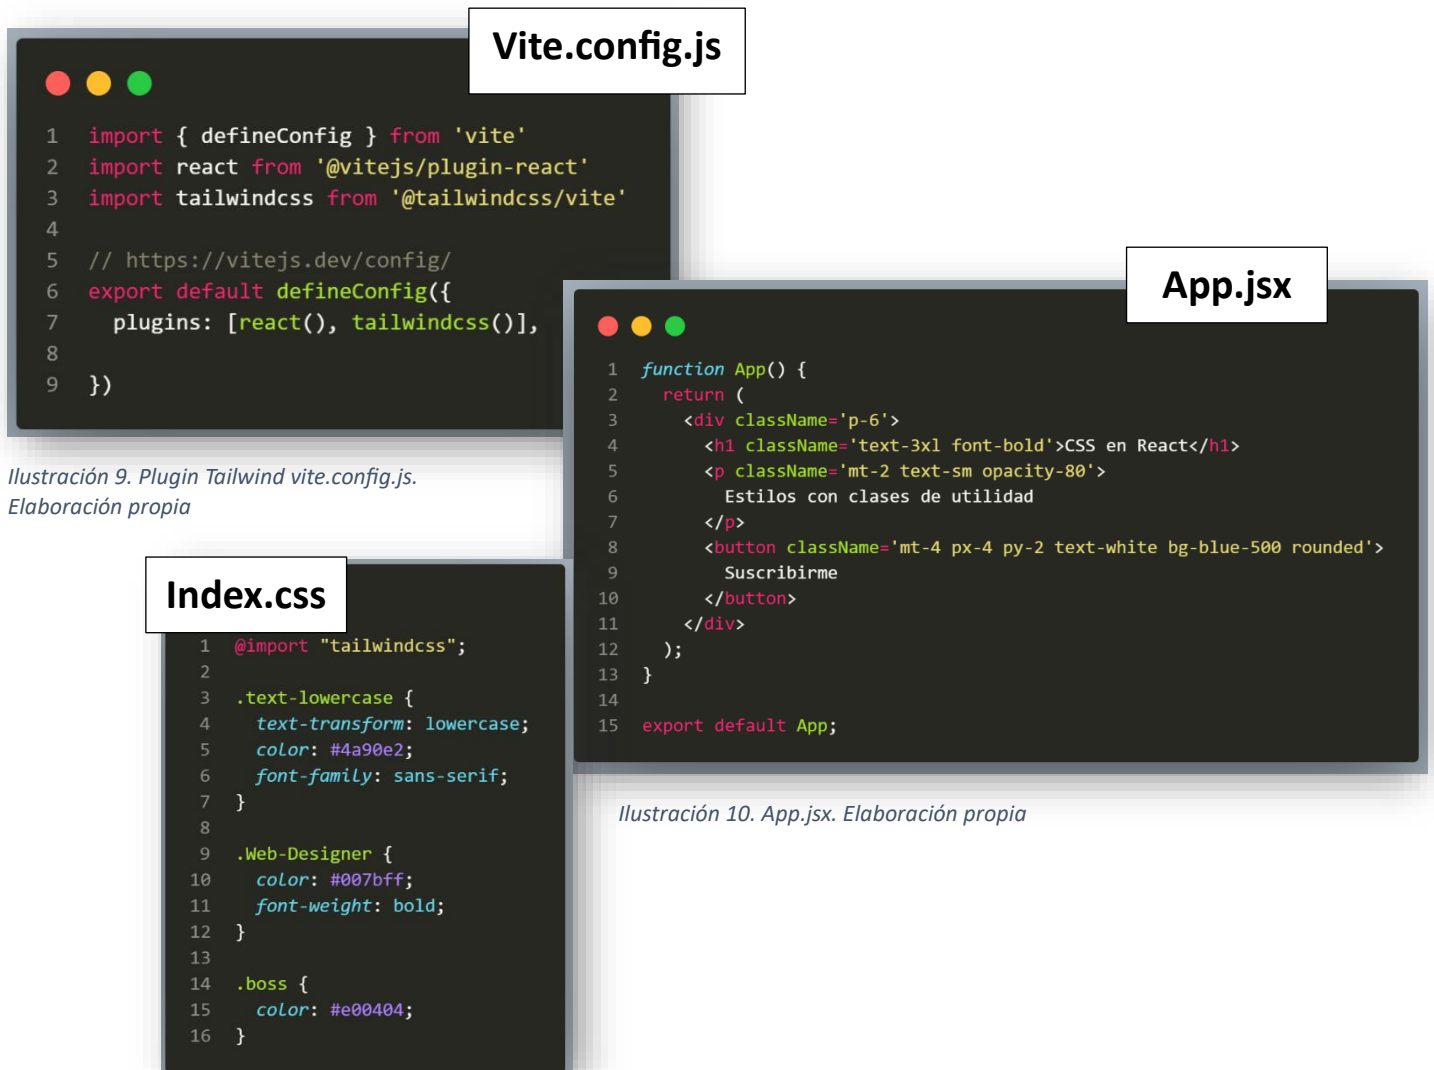 Vite.config.js
1 import { defineConfig } from 'vite'
2 import react from '@vitejs/plugin-react'
3 import tailwindcss from '@tailwindcss/vite'
4
5 // https://vitejs.dev/config/
6 export default defineConfig({
7   plugins: [react(), tailwindcss()],
8
9 })
Ilustración 9. Plugin Tailwind vite.config.js.
Elaboración propia
App.jsx
1 function App() {
2   return (
3     <div className='p-6'>
4       <h1 className='text-3xl font-bold'>CSS en React</h1>
5       <p className='mt-2 text-sm opacity-80'>
6         Estilos con clases de utilidad
7       </p>
8       <button className='mt-4 px-4 py-2 text-white bg-blue-500 rounded'>
9         Suscribirme
10       </button>
11     </div>
12   );
13 }
14
15 export default App;
Ilustración 10. App.jsx. Elaboración propia
Index.css
1 @import "tailwindcss";
2
3 .text-lowercase {
4   text-transform: lowercase;
5   color: #4a90e2;
6   font-family: sans-serif;
7 }
8
9 .Web-Designer {
10   color: #007bff;
11   font-weight: bold;
12 }
13
14 .boss {
15   color: #e00404;
16 }